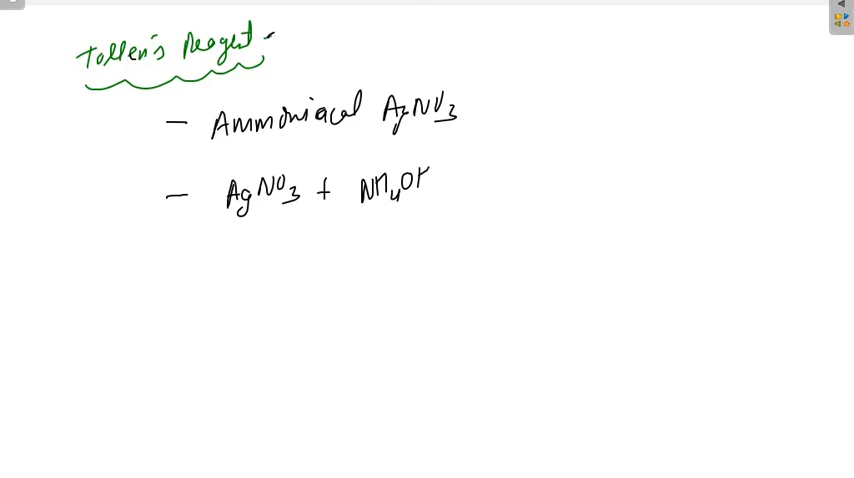 Tollen's Reagent -
- Ammoniacal AgNO3
- AgNO3 + NH4OH